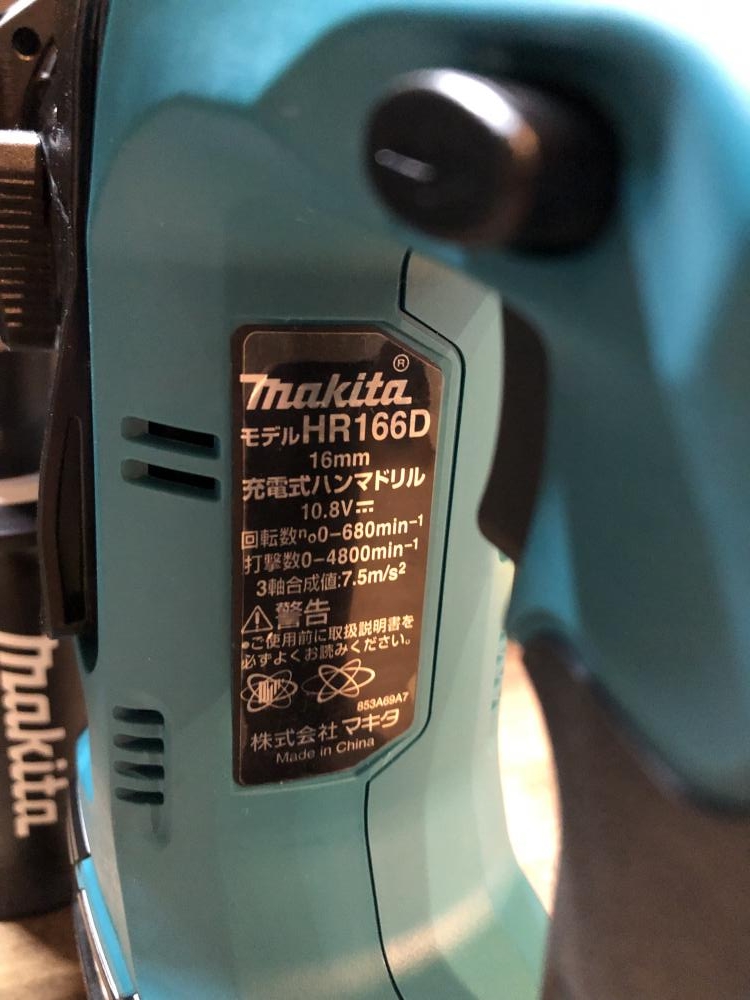 makita®
モデルHR166D
16mm
充電式ハンマドリル
10.8V⎓
回転数n₀0-680min⁻¹
打撃数0-4800min⁻¹
3軸合成値:7.5m/s²
⚠警告
•ご使用前に取扱説明書を
必ずよくお読みください。
853A69A7
株式会社マキタ
Made in China
makita